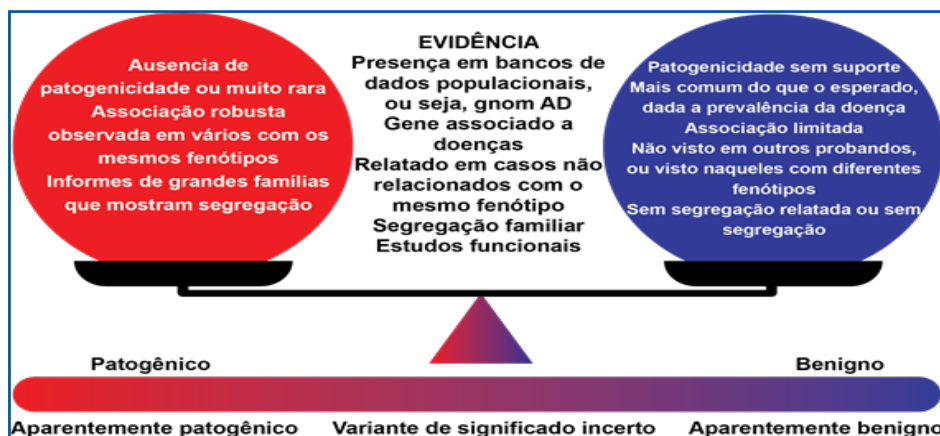 Ausencia de
patogenicidade ou muito rara
Associação robusta
observada em vários com os
mesmos fenótipos
Informes de grandes famílias
que mostram segregação
EVIDÊNCIA
Presença em bancos de
dados populacionais,
ou seja, gnom AD
Gene associado a
doenças
Relatado em casos não
relacionados com o
mesmo fenótipo
Segregação familiar
Estudos funcionais
Patogenicidade sem suporte
Mais comum do que o esperado,
dada a prevalência da doença
Associação limitada
Não visto em outros probandos,
ou visto naqueles com diferentes
fenótipos
Sem segregação relatada ou sem
segregação
Patogênico
Benigno
Aparentemente patogênico
Variante de significado incerto
Aparentemente benigno